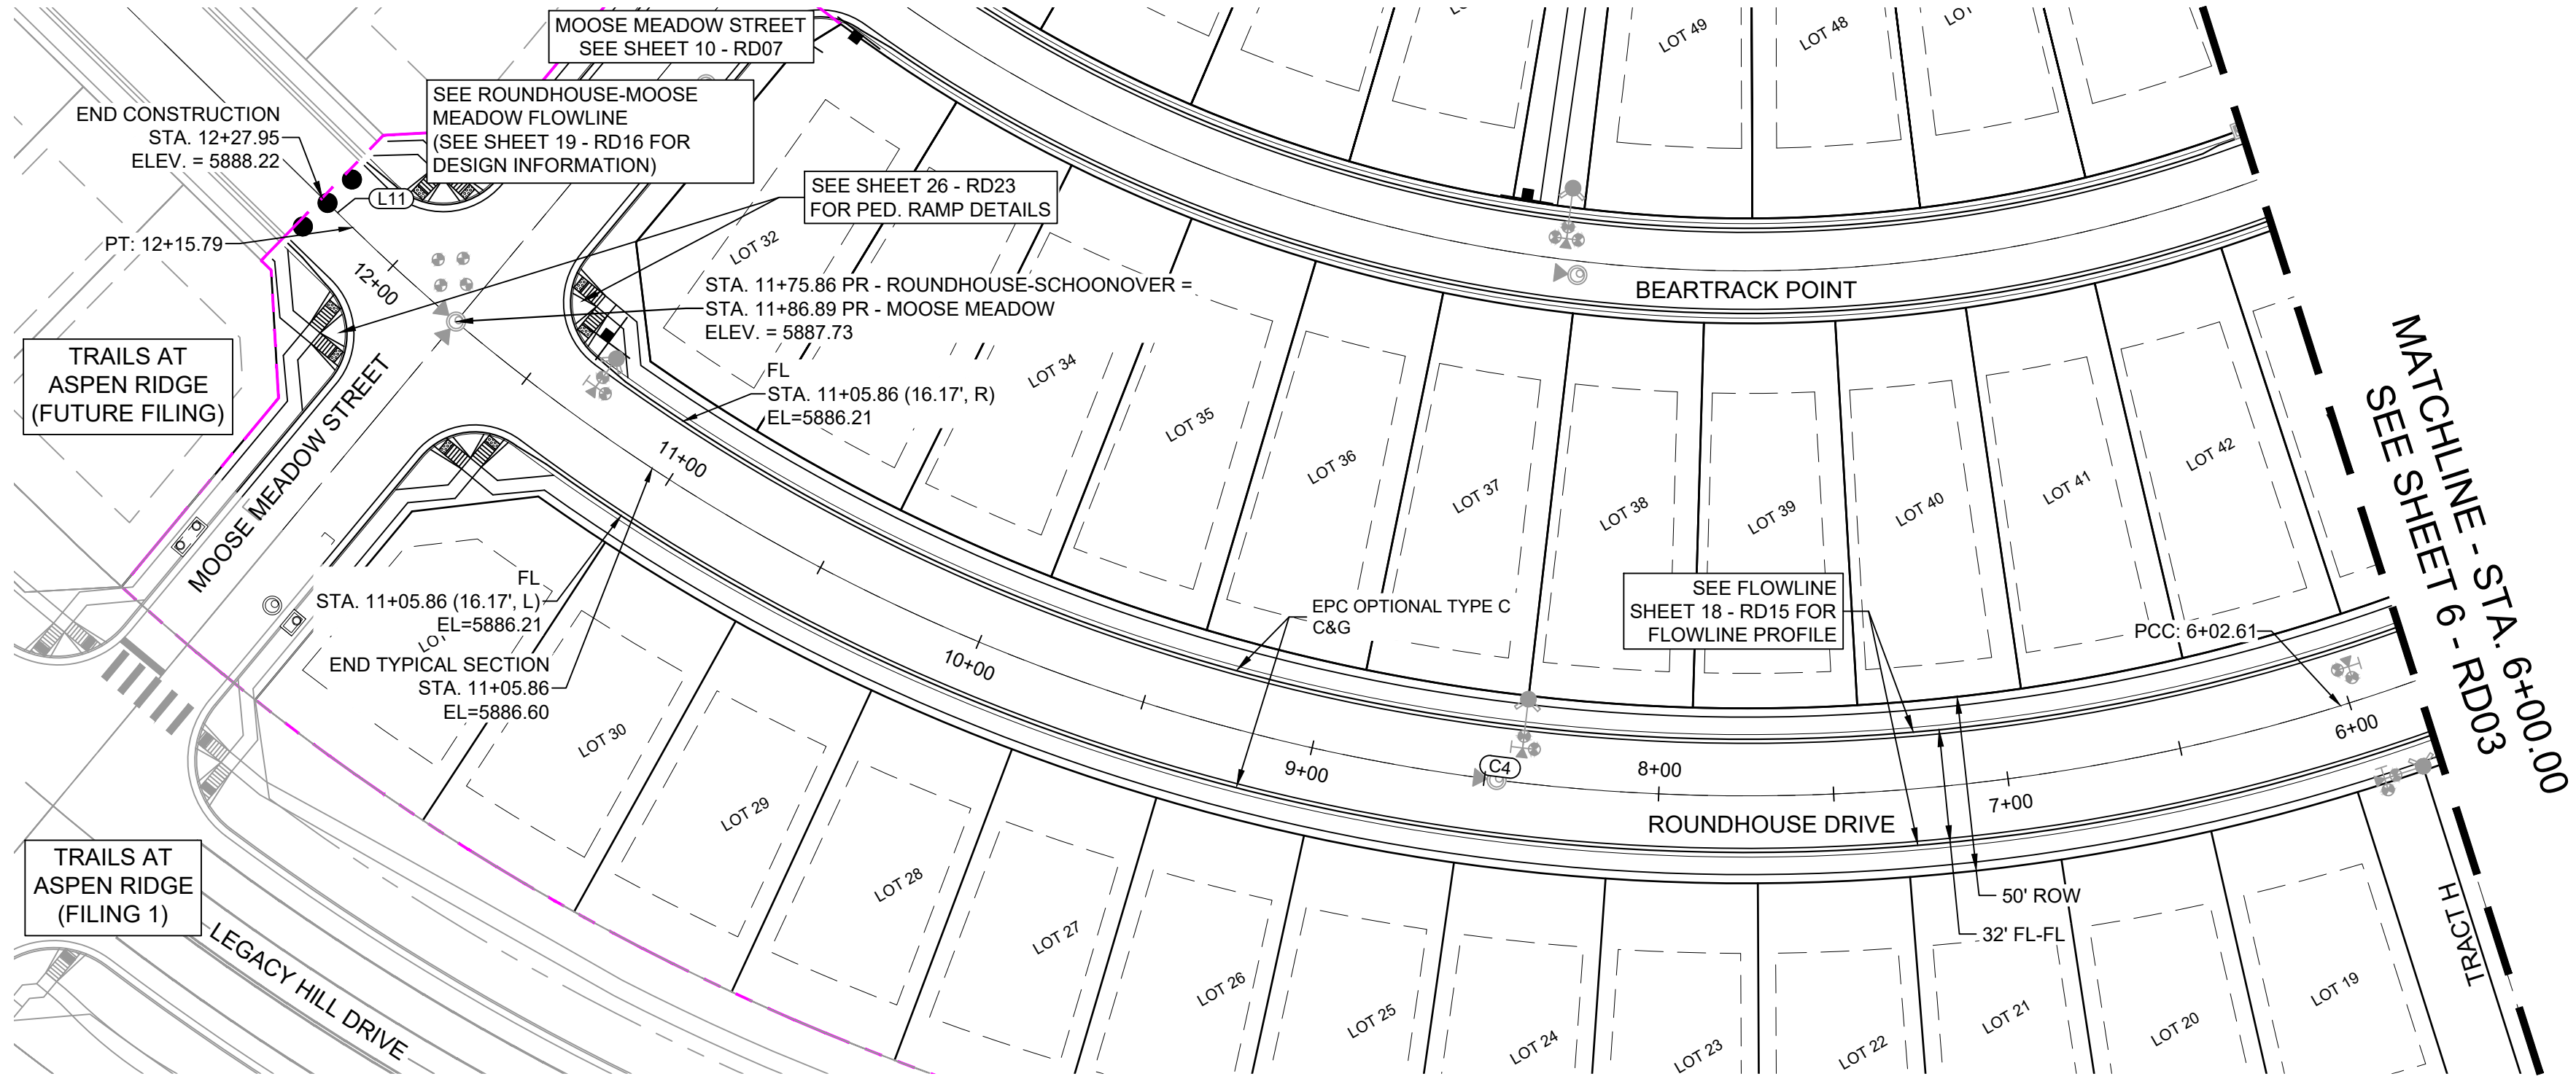 MOOSE MEADOW STREET
SEE SHEET 10 - RD07
SEE ROUNDHOUSE-MOOSE
MEADOW FLOWLINE
(SEE SHEET 19 - RD16 FOR
DESIGN INFORMATION)
END CONSTRUCTION
STA. 12+27.95
ELEV. = 5888.22
L11
PT: 12+15.79
12+00
SEE SHEET 26 - RD23
FOR PED. RAMP DETAILS
STA. 11+75.86 PR - ROUNDHOUSE-SCHOONOVER =
STA. 11+86.89 PR - MOOSE MEADOW
ELEV. = 5887.73
FL
STA. 11+05.86 (16.17', R)
EL=5886.21
TRAILS AT
ASPEN RIDGE
(FUTURE FILING)
MOOSE MEADOW STREET
11+00
FL
STA. 11+05.86 (16.17', L)
EL=5886.21
END TYPICAL SECTION
STA. 11+05.86
EL=5886.60
TRAILS AT
ASPEN RIDGE
(FILING 1)
LEGACY HILL DRIVE
LOT 49
LOT 48
BEARTRACK POINT
LOT 32
LOT 34
LOT 35
LOT 36
LOT 37
LOT 38
LOT 39
LOT 40
LOT 41
LOT 42
EPC OPTIONAL TYPE C
C&G
SEE FLOWLINE
SHEET 18 - RD15 FOR
FLOWLINE PROFILE
PCC: 6+02.61
10+00
9+00
C4
8+00
7+00
6+00
ROUNDHOUSE DRIVE
50' ROW
32' FL-FL
LOT 30
LOT 29
LOT 28
LOT 27
LOT 26
LOT 25
LOT 24
LOT 23
LOT 22
LOT 21
LOT 20
LOT 19
TRACT H
MATCHLINE - STA. 6+00.00
SEE SHEET 6 - RD03